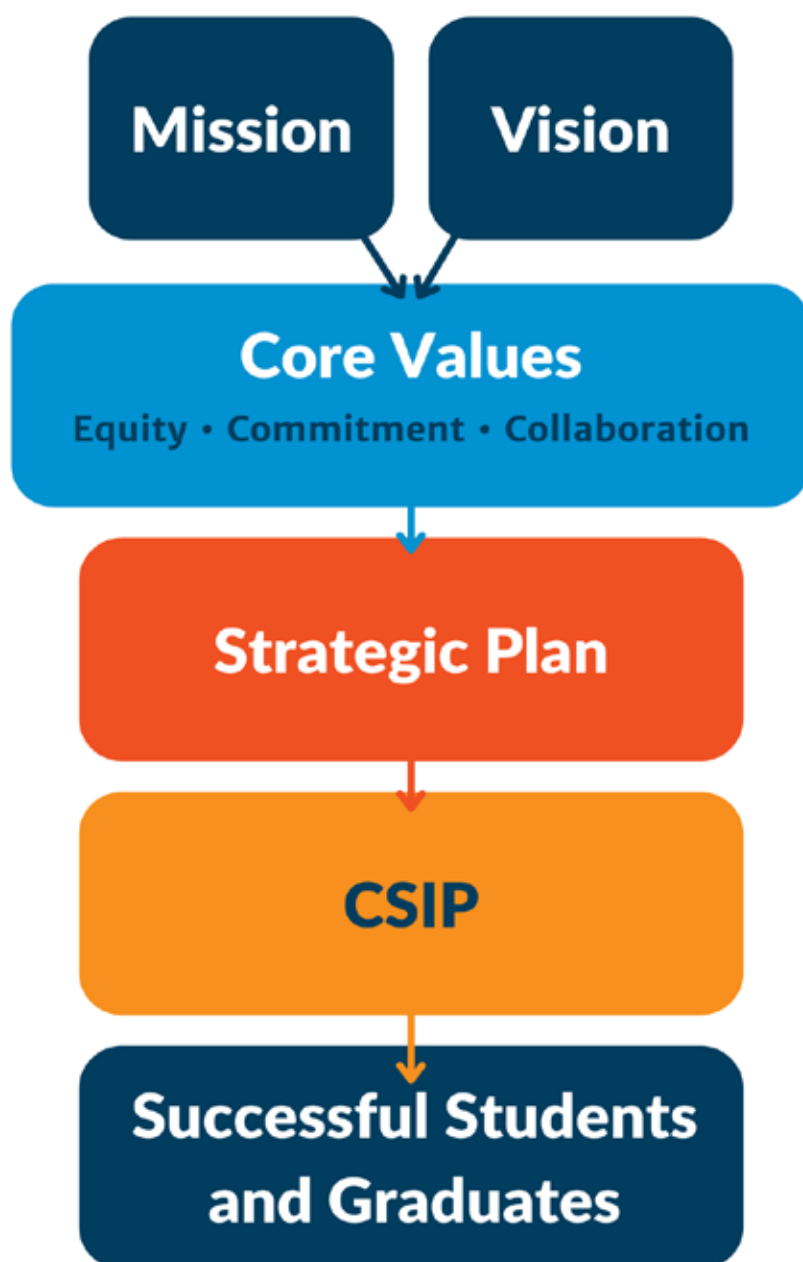 Mission
Vision
Core Values
Equity • Commitment • Collaboration
Strategic Plan
CSIP
Successful Students
and Graduates